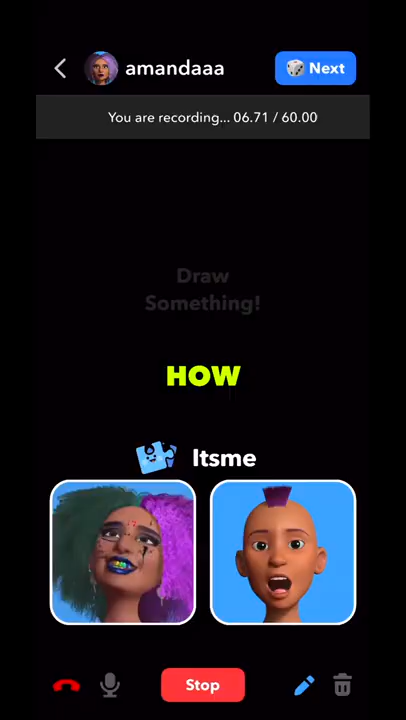 amandaaa
Next
You are recording... 06.71 / 60.00
Draw
Something!
HOW
Itsme
Stop